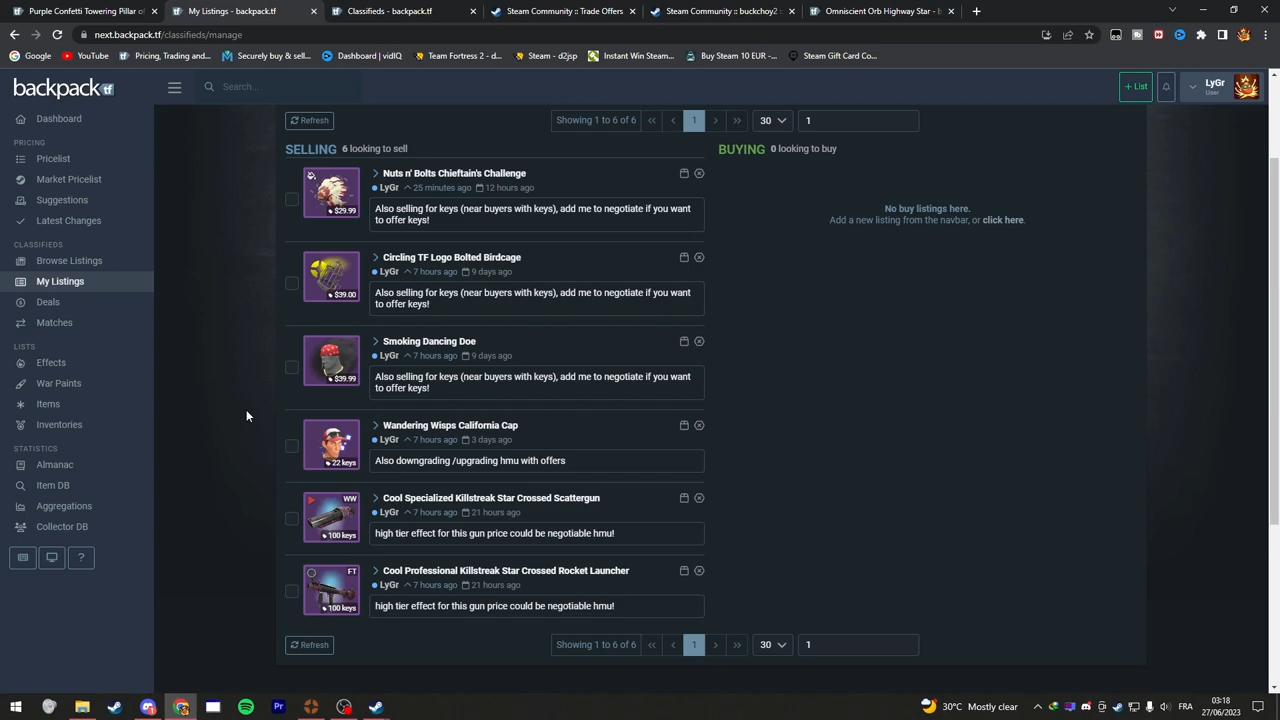 Confetti Towering Pillar of
My Listings - backpack.tf
Classifieds - backpack.tf
Steam Community :: Trade Offers
Steam Community :: buckchoy2
Omniscient Orb Highway Star - b
next.backpack.tf/classifieds/manage
Google
YouTube
Pricing, Trading and...
Securely buy & sell...
Dashboard | vidIQ
Team Fortress 2 - d...
Steam - d2jsp
Instant Win Steam...
Buy Steam 10 EUR -...
Steam Gift Card Co...
backpack tf
Search...
+ List
LyGr
User
Dashboard
PRICING
Pricelist
Market Pricelist
Suggestions
Latest Changes
CLASSIFIEDS
Browse Listings
My Listings
Deals
Matches
LISTS
Effects
War Paints
Items
Inventories
STATISTICS
Almanac
Item DB
Aggregations
Collector DB
?
Refresh
Showing 1 to 6 of 6
1
30
1
SELLING 6 looking to sell
Nuts n' Bolts Chieftain's Challenge
LyGr 25 minutes ago 12 hours ago
$29.99
Also selling for keys (near buyers with keys), add me to negotiate if you want
to offer keys!
Circling TF Logo Bolted Birdcage
LyGr 7 hours ago 9 days ago
$39.00
Also selling for keys (near buyers with keys), add me to negotiate if you want
to offer keys!
Smoking Dancing Doe
LyGr 7 hours ago 9 days ago
$39.99
Also selling for keys (near buyers with keys), add me to negotiate if you want
to offer keys!
Wandering Wisps California Cap
LyGr 7 hours ago 3 days ago
22 keys
Also downgrading /upgrading hmu with offers
Cool Specialized Killstreak Star Crossed Scattergun
WW
LyGr 7 hours ago 21 hours ago
100 keys
high tier effect for this gun price could be negotiable hmu!
Cool Professional Killstreak Star Crossed Rocket Launcher
FT
LyGr 7 hours ago 21 hours ago
100 keys
high tier effect for this gun price could be negotiable hmu!
BUYING 0 looking to buy
No buy listings here.
Add a new listing from the navbar, or click here.
Refresh
Showing 1 to 6 of 6
1
30
1
30°C Mostly clear
FRA
03:18
27/06/2023